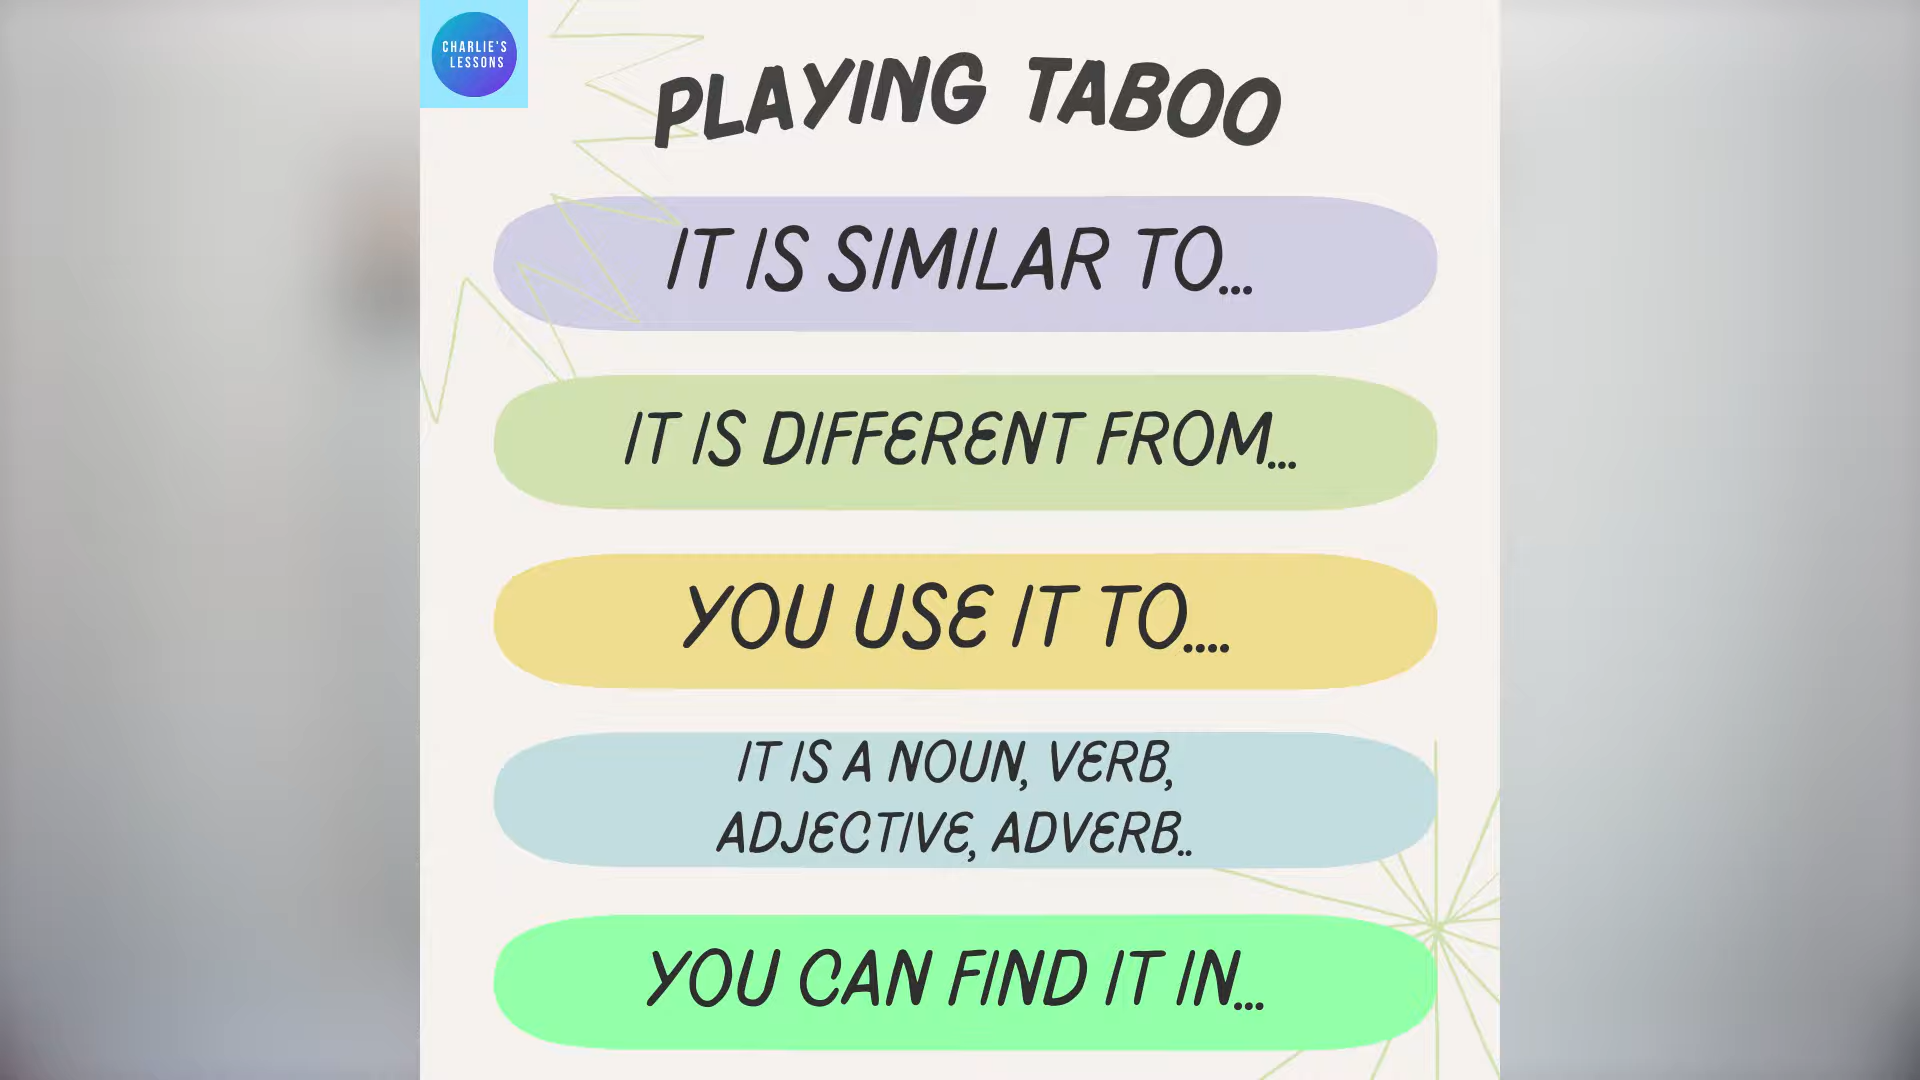 CHARLIE'S
LESSONS
PLAYING TABOO
IT IS SIMILAR TO...
IT IS DIFFERENT FROM...
YOU USE IT TO....
IT IS A NOUN, VERB,
ADJECTIVE, ADVERB..
YOU CAN FIND IT IN...